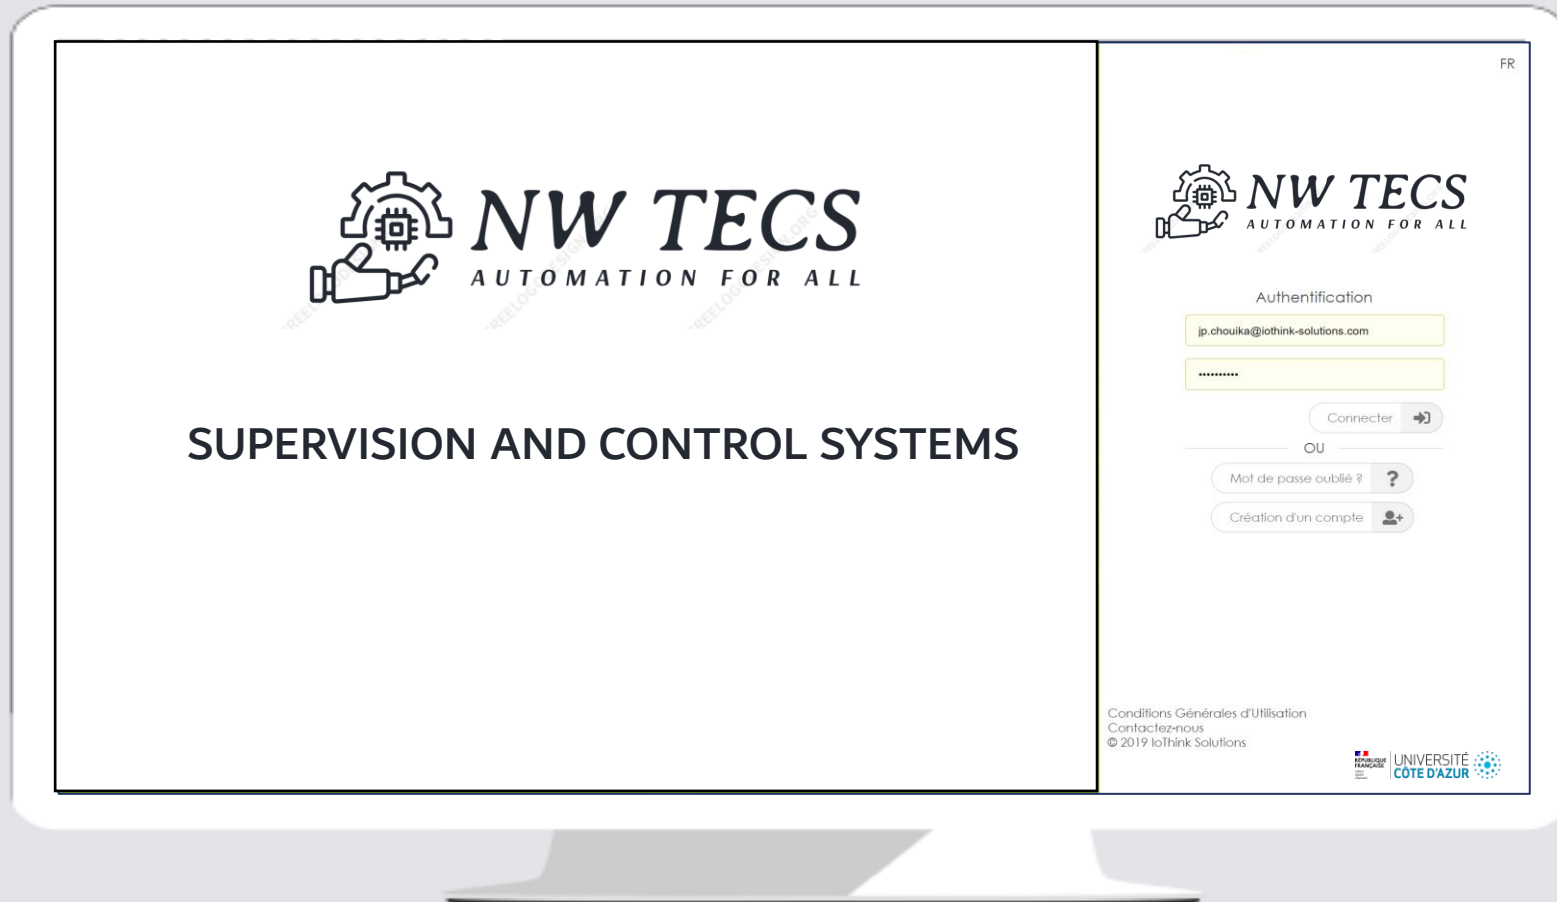 NW TECS
AUTOMATION FOR ALL
SUPERVISION AND CONTROL SYSTEMS
FR
NW TECS
AUTOMATION FOR ALL
Authentification
jp.chouika@iothink-solutions.com
••••••••••
Connecter
OU
Mot de passe oublié ?
Création d'un compte
Conditions Générales d'Utilisation
Contactez-nous
© 2019 IoThink Solutions
RÉPUBLIQUE
FRANÇAISE
UNIVERSITÉ
CÔTE D'AZUR